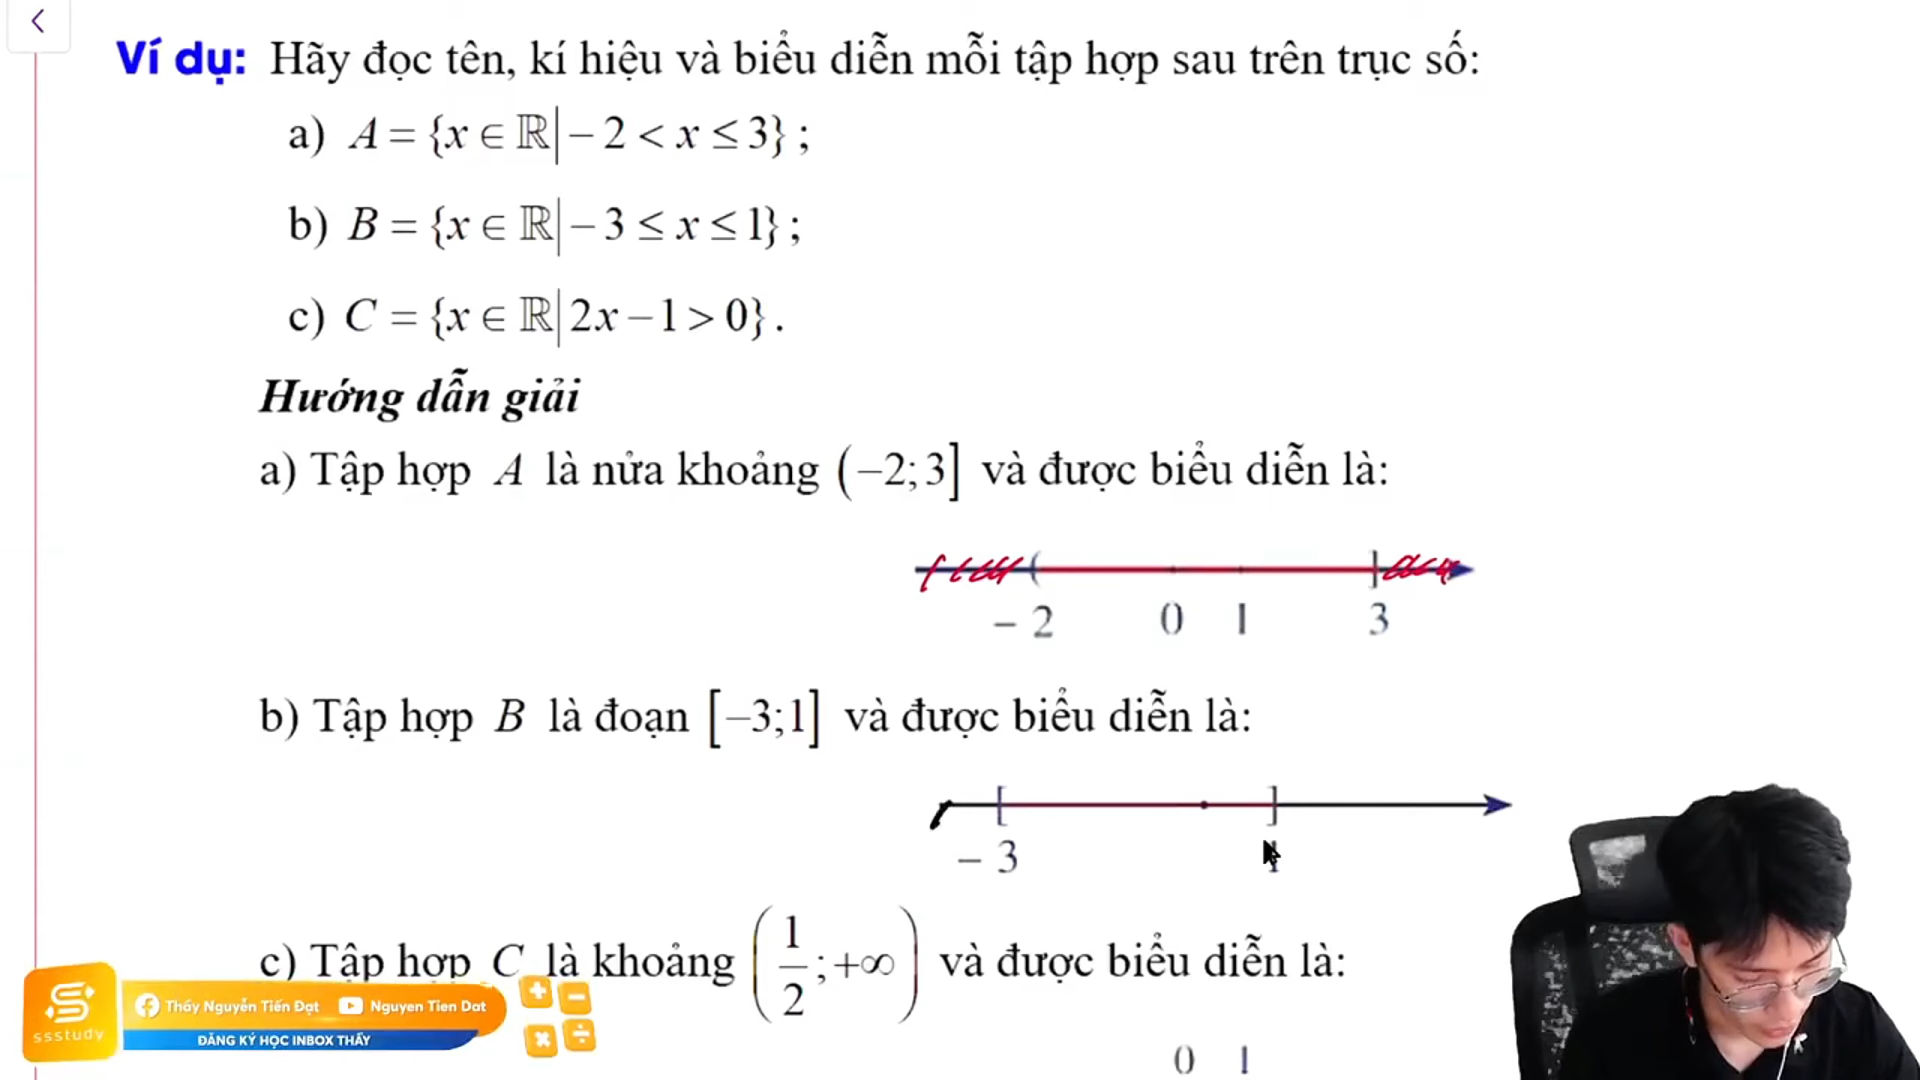 Ví dụ: Hãy đọc tên, kí hiệu và biểu diễn mỗi tập hợp sau trên trục số:
a) A = {x ∈ ℝ| − 2 < x ≤ 3} ;
b) B = {x ∈ ℝ| − 3 ≤ x ≤ 1} ;
c) C = {x ∈ ℝ| 2x − 1 > 0} .
Hướng dẫn giải
a) Tập hợp A là nửa khoảng (−2; 3] và được biểu diễn là:
− 2 0 1 3
b) Tập hợp B là đoạn [−3; 1] và được biểu diễn là:
− 3 1
c) Tập hợp C là khoảng (1/2 ; +∞) và được biểu diễn là:
0 1
ssstudy
Thầy Nguyễn Tiến Đạt Nguyen Tien Dat
ĐĂNG KÝ HỌC INBOX THẦY